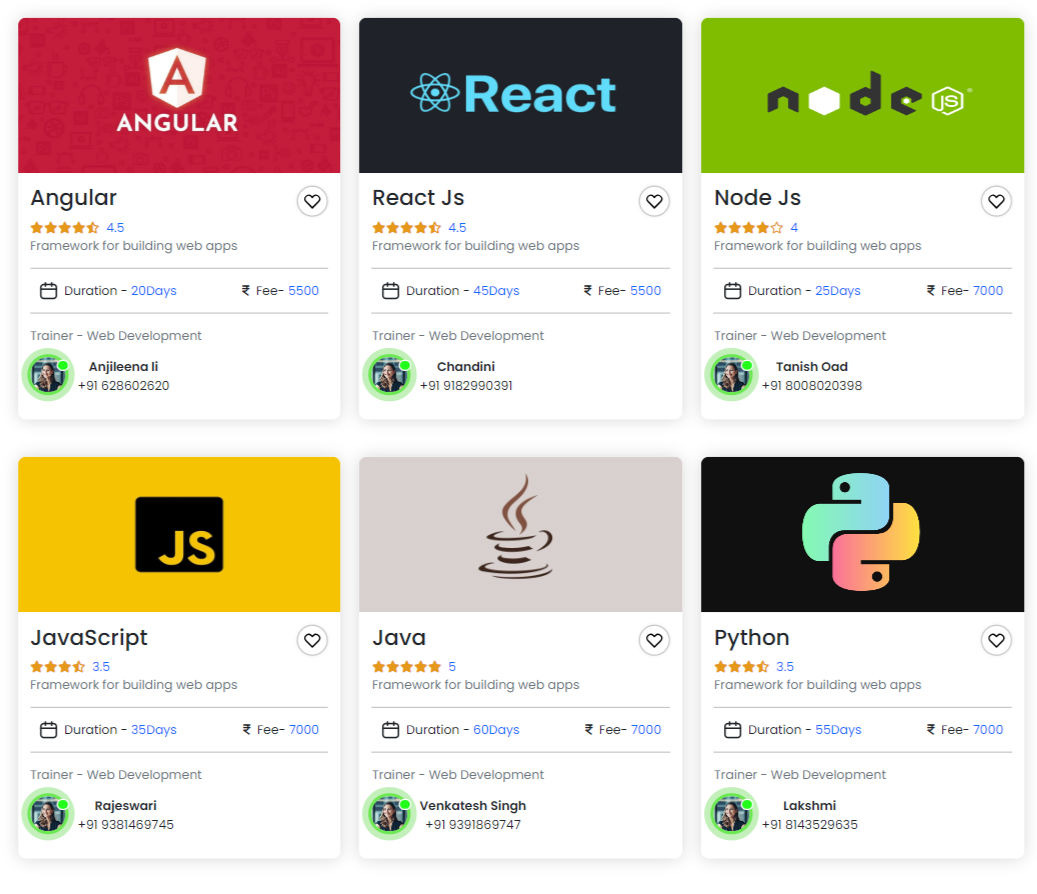 ANGULAR
Angular
4.5
Framework for building web apps
Duration - 20Days ₹ Fee- 5500
Trainer - Web Development
Anjileena li
+91 628602620
React
React Js
4.5
Framework for building web apps
Duration - 45Days ₹ Fee- 5500
Trainer - Web Development
Chandini
+91 9182990391
node JS
Node Js
4
Framework for building web apps
Duration - 25Days ₹ Fee- 7000
Trainer - Web Development
Tanish Oad
+91 8008020398
JS
JavaScript
3.5
Framework for building web apps
Duration - 35Days ₹ Fee- 7000
Trainer - Web Development
Rajeswari
+91 9381469745
Java
5
Framework for building web apps
Duration - 60Days ₹ Fee- 7000
Trainer - Web Development
Venkatesh Singh
+91 9391869747
Python
3.5
Framework for building web apps
Duration - 55Days ₹ Fee- 7000
Trainer - Web Development
Lakshmi
+91 8143529635